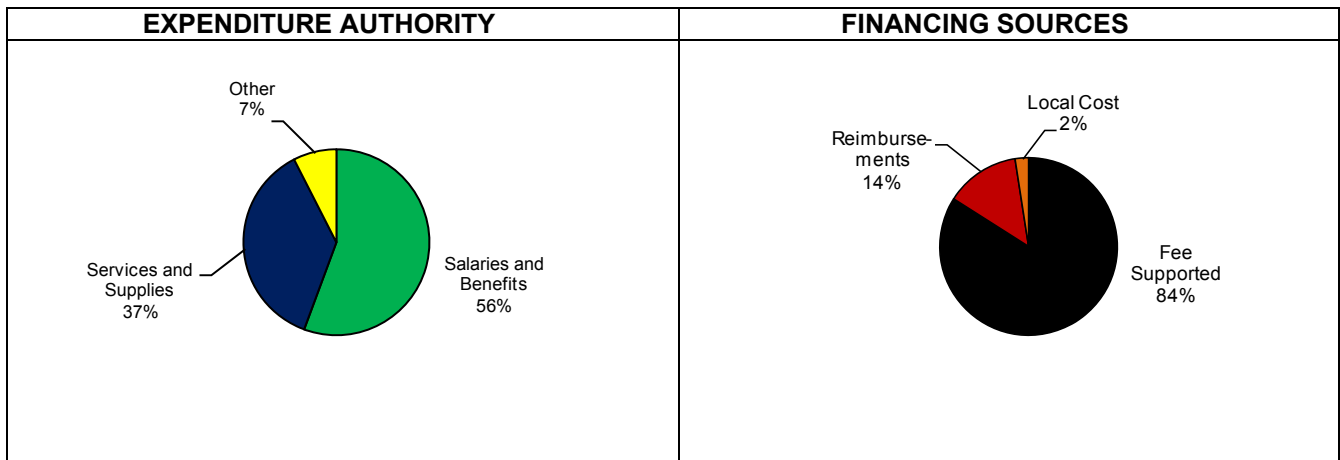 EXPENDITURE AUTHORITY
Other
7%
Services and
Supplies
37%
Salaries and
Benefits
56%
FINANCING SOURCES
Local Cost
2%
Reimburse-
ments
14%
Fee
Supported
84%